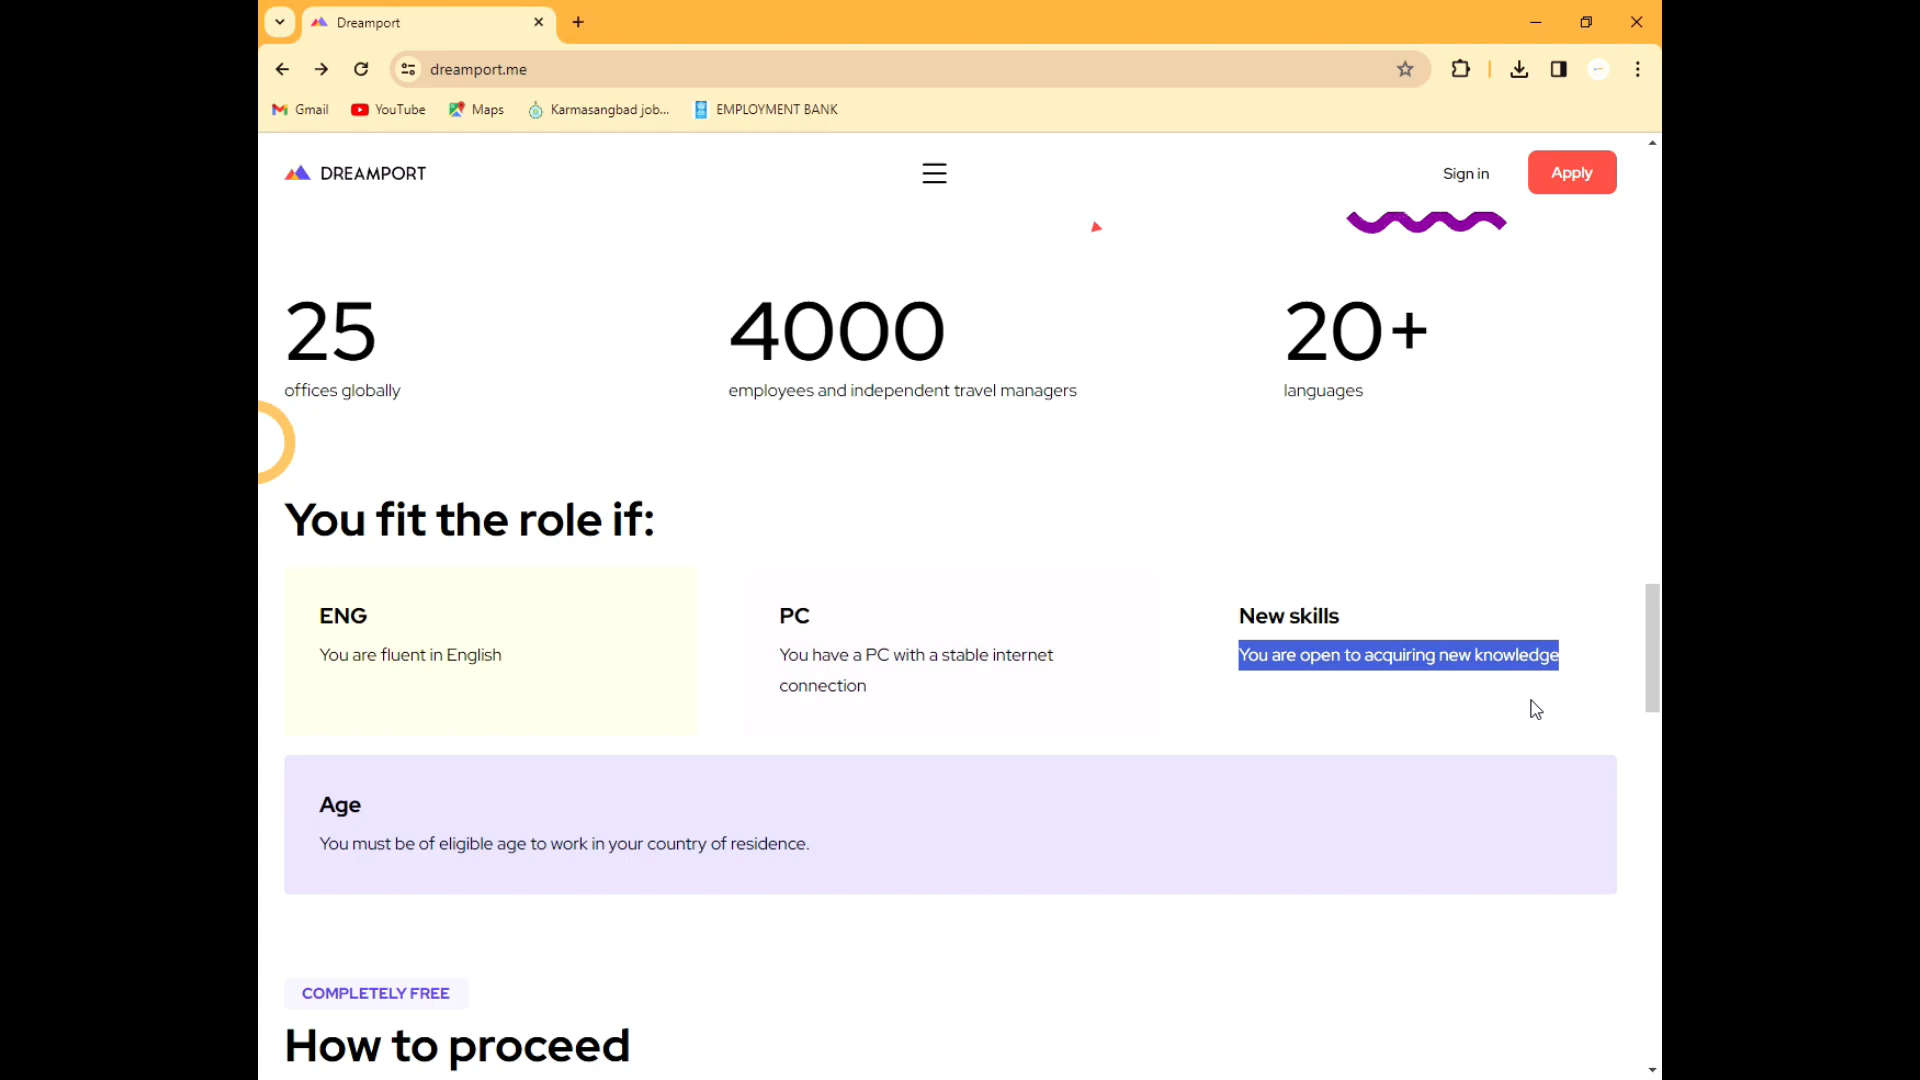 Dreamport
dreamport.me
Gmail YouTube Maps Karmasangbad job... EMPLOYMENT BANK
DREAMPORT
Sign in
Apply
25
offices globally
4000
employees and independent travel managers
20+
languages
You fit the role if:
ENG
You are fluent in English
PC
You have a PC with a stable internet
connection
New skills
You are open to acquiring new knowledge
Age
You must be of eligible age to work in your country of residence.
COMPLETELY FREE
How to proceed